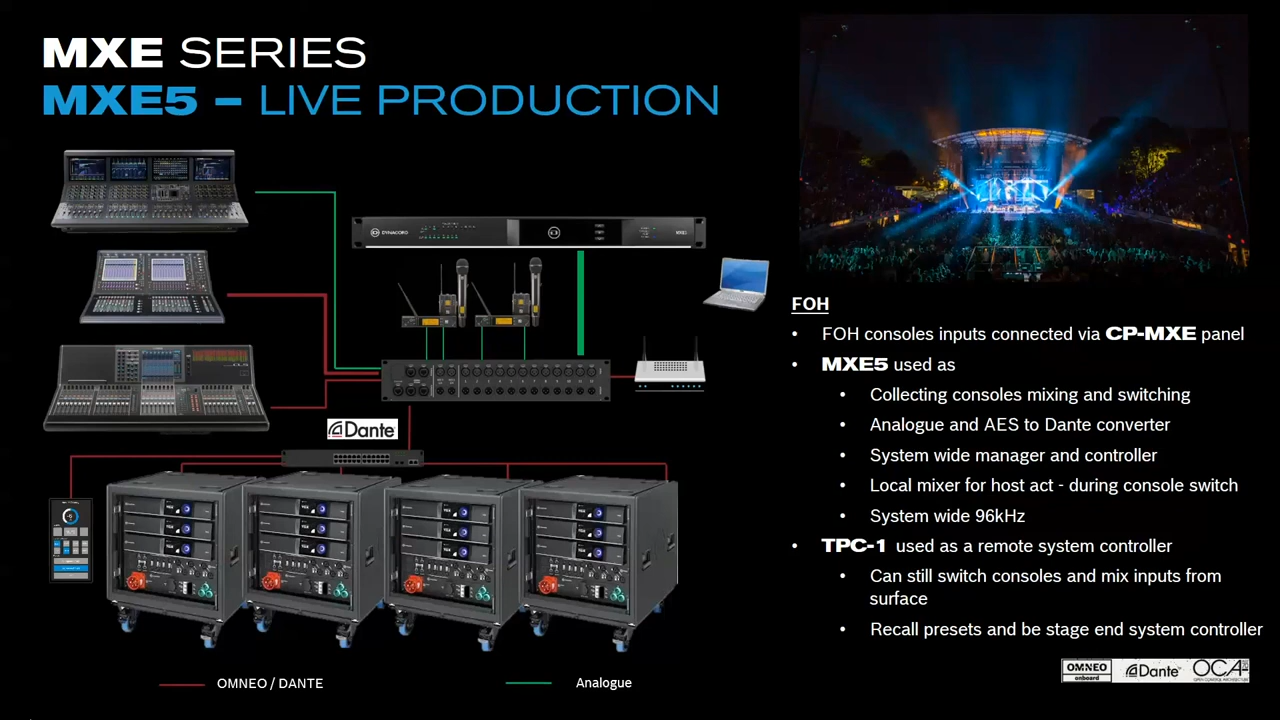 MXE SERIES
MXE5 – LIVE PRODUCTION
DYNACORD
Dante
FOH
• FOH consoles inputs connected via CP-MXE panel
• MXE5 used as
• Collecting consoles mixing and switching
• Analogue and AES to Dante converter
• System wide manager and controller
• Local mixer for host act - during console switch
• System wide 96kHz
• TPC-1 used as a remote system controller
• Can still switch consoles and mix inputs from
surface
• Recall presets and be stage end system controller
OMNEO / DANTE
Analogue
OMNEO
onboard
Dante
OCA
OPEN CONTROL ARCHITECTURE